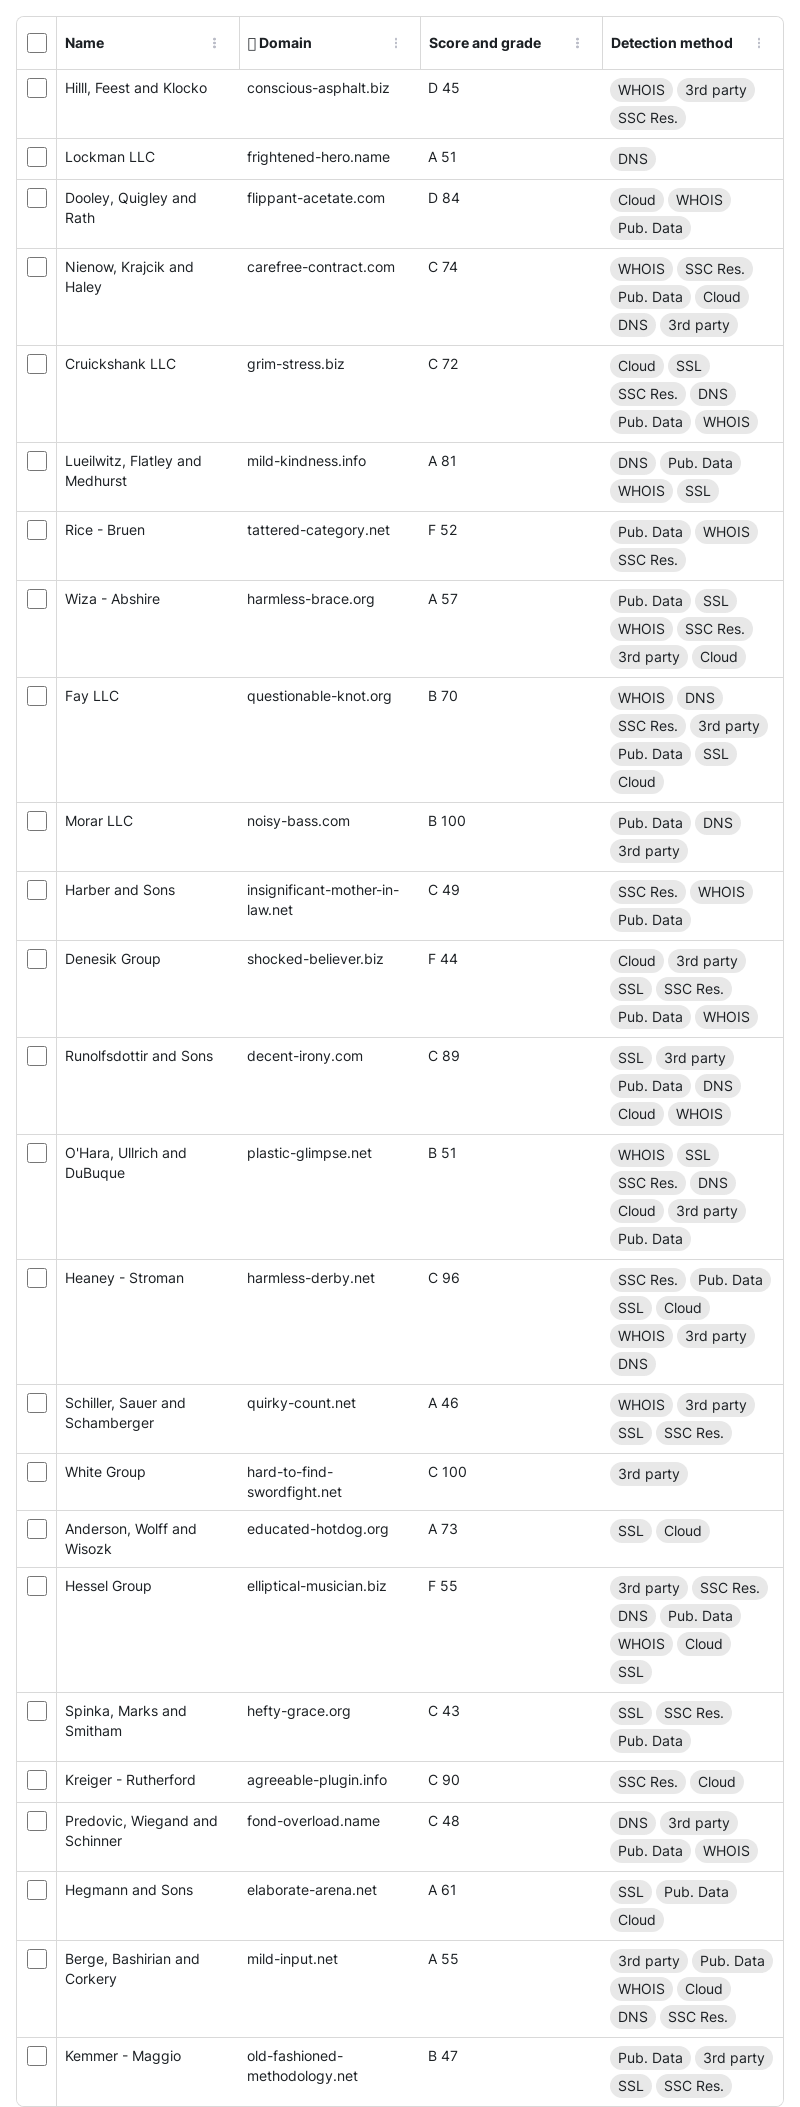 Name Domain Score and grade Detection method
Hilll, Feest and Klocko conscious-asphalt.biz D 45 WHOIS 3rd party
SSC Res.
Lockman LLC frightened-hero.name A 51 DNS
Dooley, Quigley and flippant-acetate.com D 84 Cloud WHOIS
Rath Pub. Data
Nienow, Krajcik and carefree-contract.com C 74 WHOIS SSC Res.
Haley Pub. Data Cloud
DNS 3rd party
Cruickshank LLC grim-stress.biz C 72 Cloud SSL
SSC Res. DNS
Pub. Data WHOIS
Lueilwitz, Flatley and mild-kindness.info A 81 DNS Pub. Data
Medhurst WHOIS SSL
Rice - Bruen tattered-category.net F 52 Pub. Data WHOIS
SSC Res.
Wiza - Abshire harmless-brace.org A 57 Pub. Data SSL
WHOIS SSC Res.
3rd party Cloud
Fay LLC questionable-knot.org B 70 WHOIS DNS
SSC Res. 3rd party
Pub. Data SSL
Cloud
Morar LLC noisy-bass.com B 100 Pub. Data DNS
3rd party
Harber and Sons insignificant-mother-in- C 49 SSC Res. WHOIS
law.net Pub. Data
Denesik Group shocked-believer.biz F 44 Cloud 3rd party
SSL SSC Res.
Pub. Data WHOIS
Runolfsdottir and Sons decent-irony.com C 89 SSL 3rd party
Pub. Data DNS
Cloud WHOIS
O'Hara, Ullrich and plastic-glimpse.net B 51 WHOIS SSL
DuBuque SSC Res. DNS
Cloud 3rd party
Pub. Data
Heaney - Stroman harmless-derby.net C 96 SSC Res. Pub. Data
SSL Cloud
WHOIS 3rd party
DNS
Schiller, Sauer and quirky-count.net A 46 WHOIS 3rd party
Schamberger SSL SSC Res.
White Group hard-to-find- C 100 3rd party
swordfight.net
Anderson, Wolff and educated-hotdog.org A 73 SSL Cloud
Wisozk
Hessel Group elliptical-musician.biz F 55 3rd party SSC Res.
DNS Pub. Data
WHOIS Cloud
SSL
Spinka, Marks and hefty-grace.org C 43 SSL SSC Res.
Smitham Pub. Data
Kreiger - Rutherford agreeable-plugin.info C 90 SSC Res. Cloud
Predovic, Wiegand and fond-overload.name C 48 DNS 3rd party
Schinner Pub. Data WHOIS
Hegmann and Sons elaborate-arena.net A 61 SSL Pub. Data
Cloud
Berge, Bashirian and mild-input.net A 55 3rd party Pub. Data
Corkery WHOIS Cloud
DNS SSC Res.
Kemmer - Maggio old-fashioned- B 47 Pub. Data 3rd party
methodology.net SSL SSC Res.